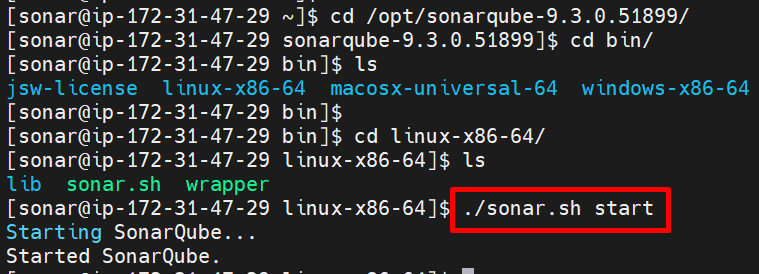 [sonar@ip-172-31-47-29 ~]$ cd /opt/sonarqube-9.3.0.51899/
[sonar@ip-172-31-47-29 sonarqube-9.3.0.51899]$ cd bin/
[sonar@ip-172-31-47-29 bin]$ ls
jsw-license  linux-x86-64  macosx-universal-64  windows-x86-64
[sonar@ip-172-31-47-29 bin]$
[sonar@ip-172-31-47-29 bin]$ cd linux-x86-64/
[sonar@ip-172-31-47-29 linux-x86-64]$ ls
lib  sonar.sh  wrapper
[sonar@ip-172-31-47-29 linux-x86-64]$ ./sonar.sh start
Starting SonarQube...
Started SonarQube.